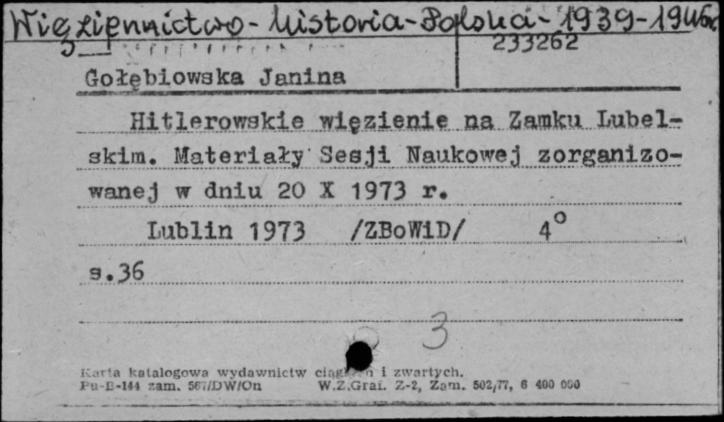 Więziennictwo - historia - Polska - 1939-1945r.
233262
Gołębiowska Janina
Hitlerowskie więzienie na Zamku Lubel-
skim. Materiały Sesji Naukowej zorganizo-
wanej w dniu 20 X 1973 r.
Lublin 1973 /ZBoWiD/ 4°
s.36
3
Karta katalogowa wydawnictw ciągłych i zwartych.
Pu-B-144 zam. 567/DW/On W.Z.Graf. Z-2, Zam. 502/77, 6 400 000